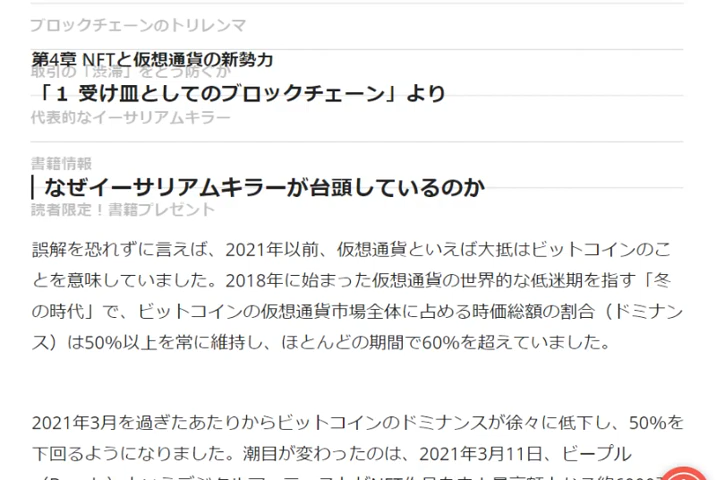 ブロックチェーンのトリレンマ
第4章 NFTと仮想通貨の新勢力
取引の「渋滞」をどう防ぐか
「1 受け皿としてのブロックチェーン」より
代表的なイーサリアムキラー
書籍情報
なぜイーサリアムキラーが台頭しているのか
読者限定！書籍プレゼント
誤解を恐れずに言えば、2021年以前、仮想通貨といえば大抵はビットコインのこ
とを意味していました。2018年に始まった仮想通貨の世界的な低迷期を指す「冬
の時代」で、ビットコインの仮想通貨市場全体に占める時価総額の割合（ドミナン
ス）は50%以上を常に維持し、ほとんどの期間で60%を超えていました。
2021年3月を過ぎたあたりからビットコインのドミナンスが徐々に低下し、50%を
下回るようになりました。潮目が変わったのは、2021年3月11日、ビープル